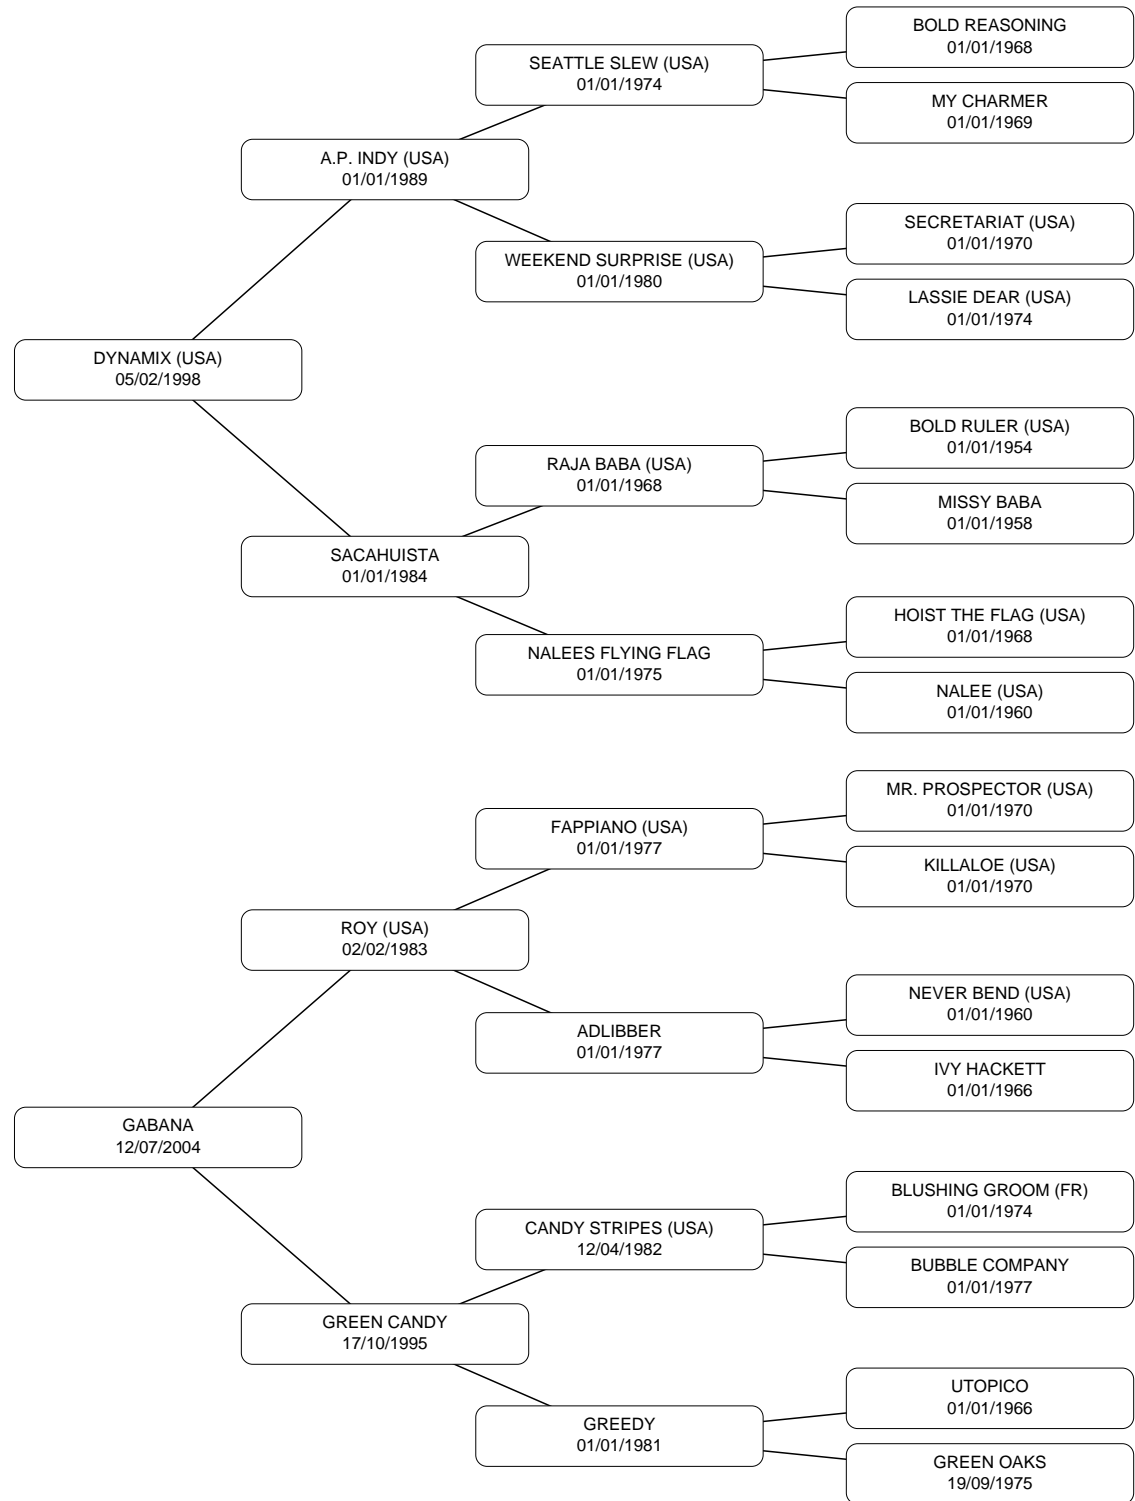 BOLD REASONING
01/01/1968
SEATTLE SLEW (USA)
01/01/1974
MY CHARMER
01/01/1969
A.P. INDY (USA)
01/01/1989
SECRETARIAT (USA)
01/01/1970
WEEKEND SURPRISE (USA)
01/01/1980
LASSIE DEAR (USA)
01/01/1974
DYNAMIX (USA)
05/02/1998
BOLD RULER (USA)
01/01/1954
RAJA BABA (USA)
01/01/1968
MISSY BABA
01/01/1958
SACAHUISTA
01/01/1984
HOIST THE FLAG (USA)
01/01/1968
NALEES FLYING FLAG
01/01/1975
NALEE (USA)
01/01/1960
MR. PROSPECTOR (USA)
01/01/1970
FAPPIANO (USA)
01/01/1977
KILLALOE (USA)
01/01/1970
ROY (USA)
02/02/1983
NEVER BEND (USA)
01/01/1960
ADLIBBER
01/01/1977
IVY HACKETT
01/01/1966
GABANA
12/07/2004
BLUSHING GROOM (FR)
01/01/1974
CANDY STRIPES (USA)
12/04/1982
BUBBLE COMPANY
01/01/1977
GREEN CANDY
17/10/1995
UTOPICO
01/01/1966
GREEDY
01/01/1981
GREEN OAKS
19/09/1975